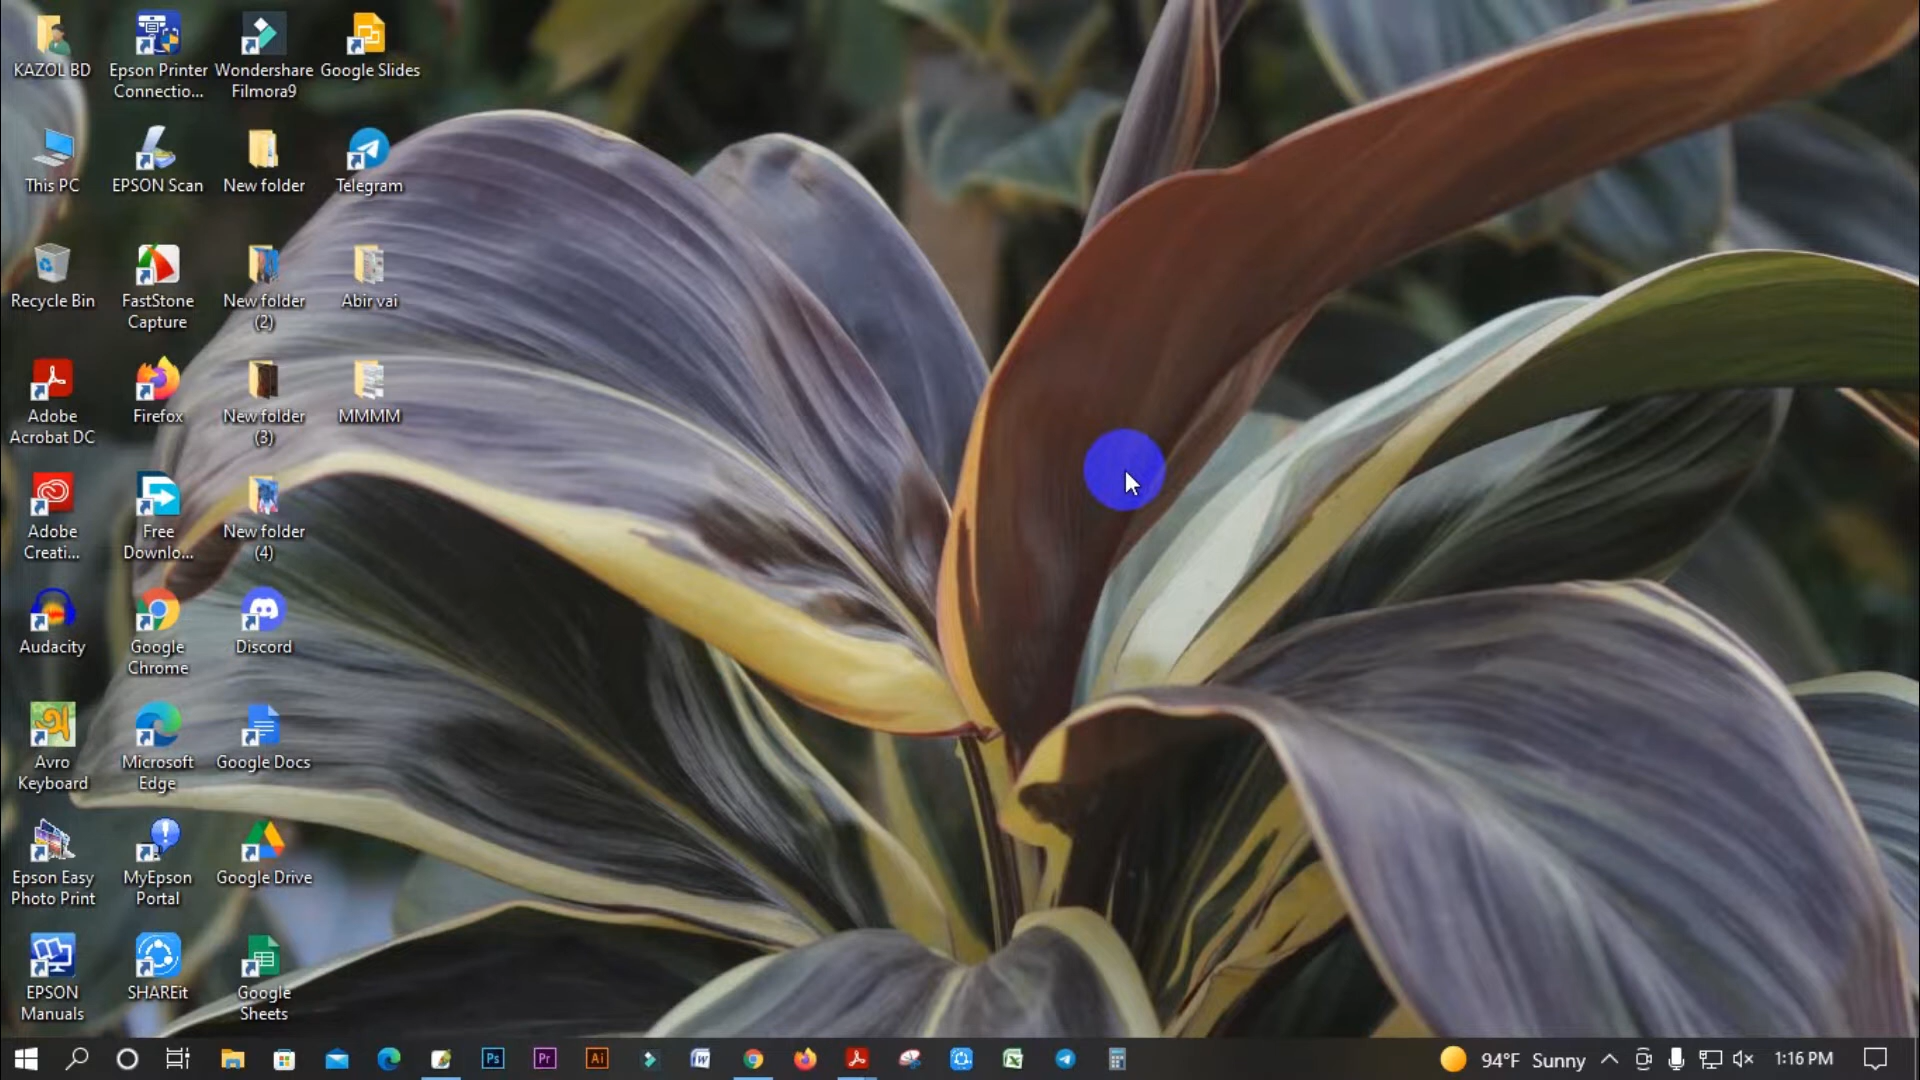 KAZOL BD
Epson Printer
Connectio...
Wondershare
Filmora9
Google Slides
This PC
EPSON Scan
New folder
Telegram
Recycle Bin
FastStone
Capture
New folder
(2)
Abir vai
Adobe
Acrobat DC
Firefox
New folder
(3)
MMMM
Adobe
Creati...
Free
Downlo...
New folder
(4)
Audacity
Google
Chrome
Discord
অ
Avro
Keyboard
Microsoft
Edge
Google Docs
Epson Easy
Photo Print
MyEpson
Portal
Google Drive
EPSON
Manuals
SHAREit
Google
Sheets
Ps
Pr
Ai
94°F Sunny
1:16 PM